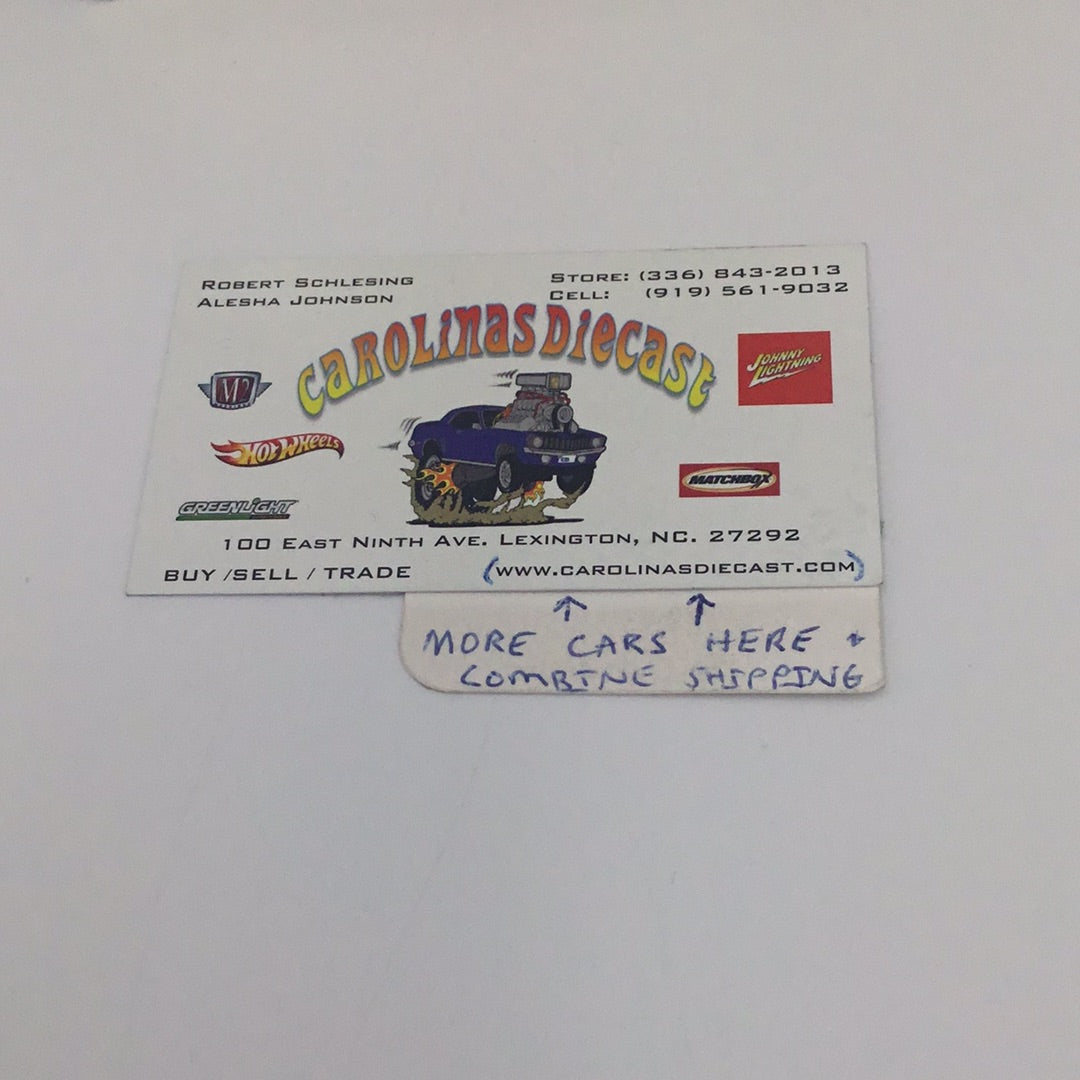 ROBERT SCHLESING
ALESHA JOHNSON
STORE: (336) 843-2013
CELL: (919) 561-9032
CAROLINAS DIECAST
M2
JOHNNY LIGHTNING
HOT WHEELS
MATCHBOX
GREENLIGHT
100 EAST NINTH AVE. LEXINGTON, NC. 27292
BUY /SELL / TRADE
(WWW.CAROLINASDIECAST.COM)
↑ ↑
MORE CARS HERE +
COMBINE SHIPPING